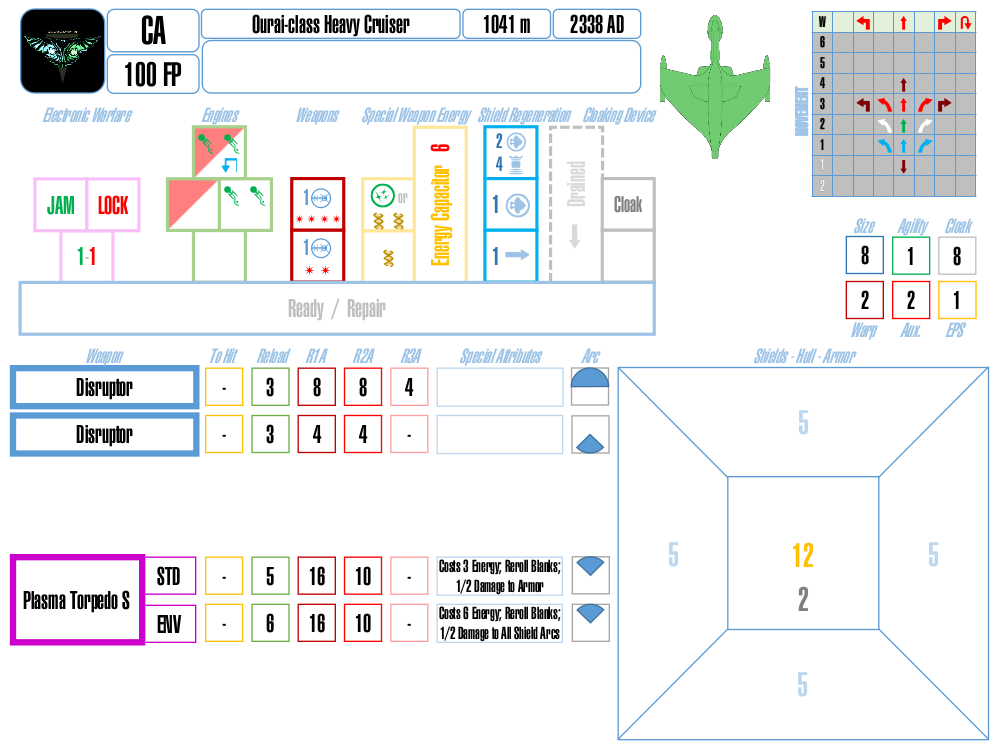 CA
Ourai-class Heavy Cruiser
1041 m
2338 AD
100 FP
Electronic Warfare
Engines
Weapons
Special Weapon Energy
Shield Regeneration
Cloaking Device
JAM
LOCK
1-1
1
1
or
Energy Capacitor 6
2
4
1
1
Drained
Cloak
Ready / Repair
MOVEMENT
W
6
5
4
3
2
1
1
2
Size
Agility
Cloak
8
1
8
2
2
1
Warp
Aux.
EPS
Weapon
To Hit
Reload
R1A
R2A
R3A
Special Attributes
Arc
Shields - Hull - Armor
Disruptor
-
3
8
8
4
Disruptor
-
3
4
4
-
Plasma Torpedo S
STD
-
5
16
10
-
Costs 3 Energy; Reroll Blanks;
1/2 Damage to Armor
ENV
-
6
16
10
-
Costs 6 Energy; Reroll Blanks;
1/2 Damage to All Shield Arcs
5
5
12
5
2
5